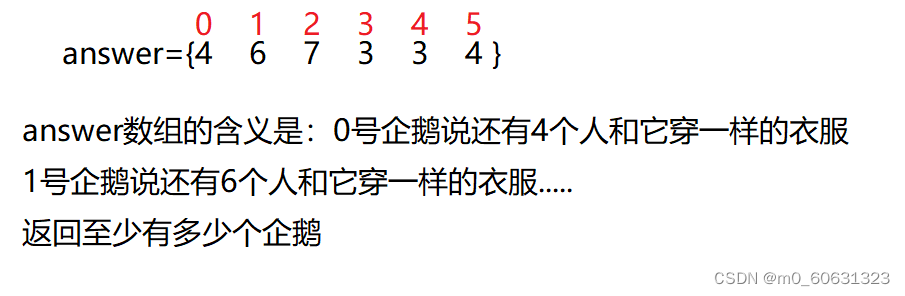 0 1 2 3 4 5
answer={4 6 7 3 3 4 }
answer数组的含义是：0号企鹅说还有4个人和它穿一样的衣服
1号企鹅说还有6个人和它穿一样的衣服.....
返回至少有多少个企鹅
CSDN @m0_60631323